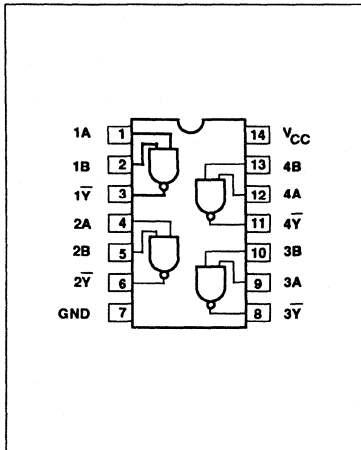 1A 1 14 VCC
1B 2 13 4B
1Y̅ 3 12 4A
2A 4 11 4Y̅
2B 5 10 3B
2Y̅ 6 9 3A
GND 7 8 3Y̅